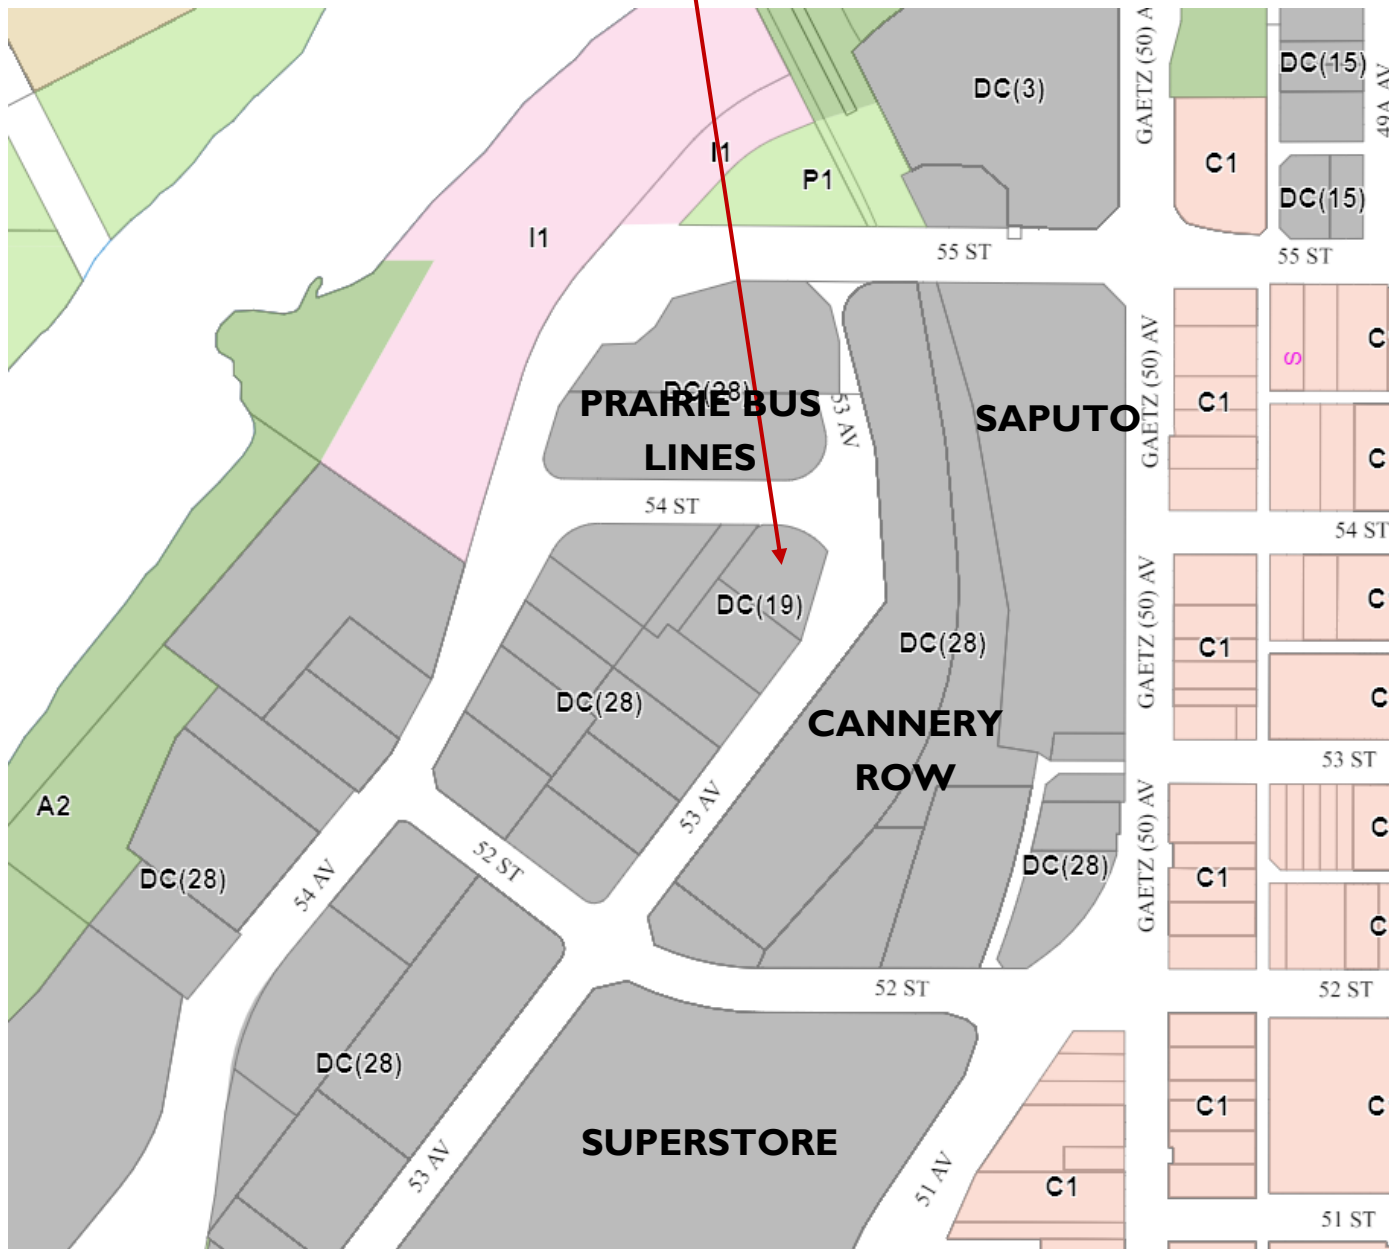 GAETZ (50) A
DC(15)
49A AV
DC(3)
I1
P1
C1
DC(15)
I1
55 ST
55 ST
GAETZ (50) AV
S
C
C1
DC(28)
PRAIRIE BUS
LINES
53 AV
SAPUTO
C
54 ST
54 ST
GAETZ (50) AV
DC(19)
C
DC(28)
C1
DC(28)
C
CANNERY
ROW
53 ST
A2
53 AV
GAETZ (50) AV
C
52 ST
DC(28)
54 AV
DC(28)
C1
C
52 ST
52 ST
DC(28)
SUPERSTORE
53 AV
51 AV
C1
C1
C
51 ST